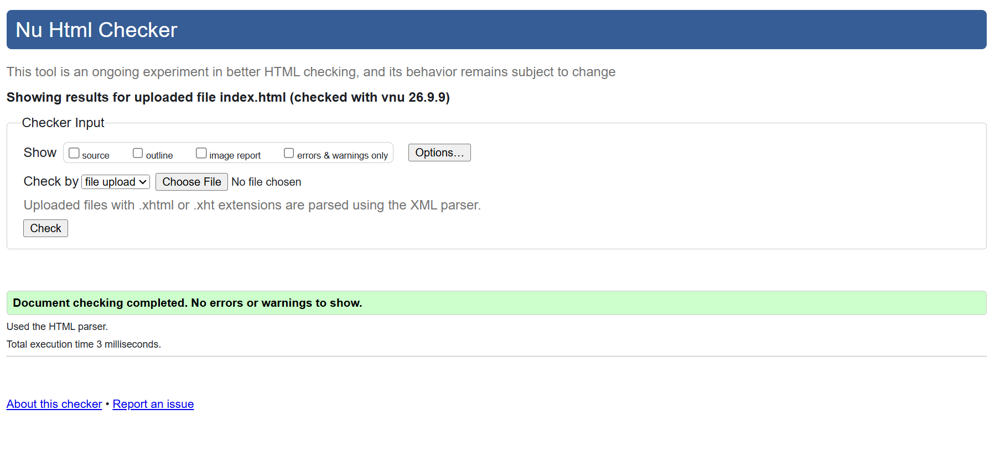 Nu Html Checker
This tool is an ongoing experiment in better HTML checking, and its behavior remains subject to change
Showing results for uploaded file index.html (checked with vnu 26.9.9)
Checker Input
Show source outline image report errors & warnings only Options…
Check by file upload Choose File No file chosen
Uploaded files with .xhtml or .xht extensions are parsed using the XML parser.
Check
Document checking completed. No errors or warnings to show.
Used the HTML parser.
Total execution time 3 milliseconds.
About this checker • Report an issue